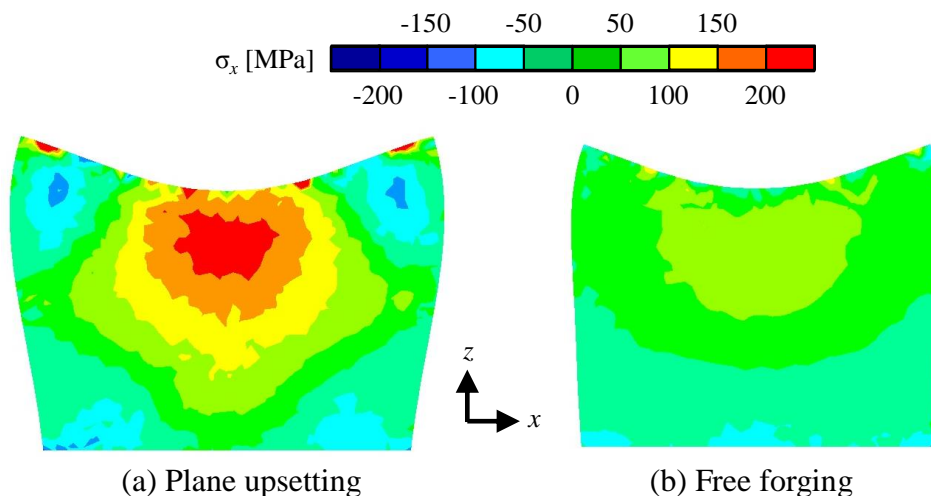 -150 -50 50 150
σx [MPa]
-200 -100 0 100 200
z
x
(a) Plane upsetting (b) Free forging